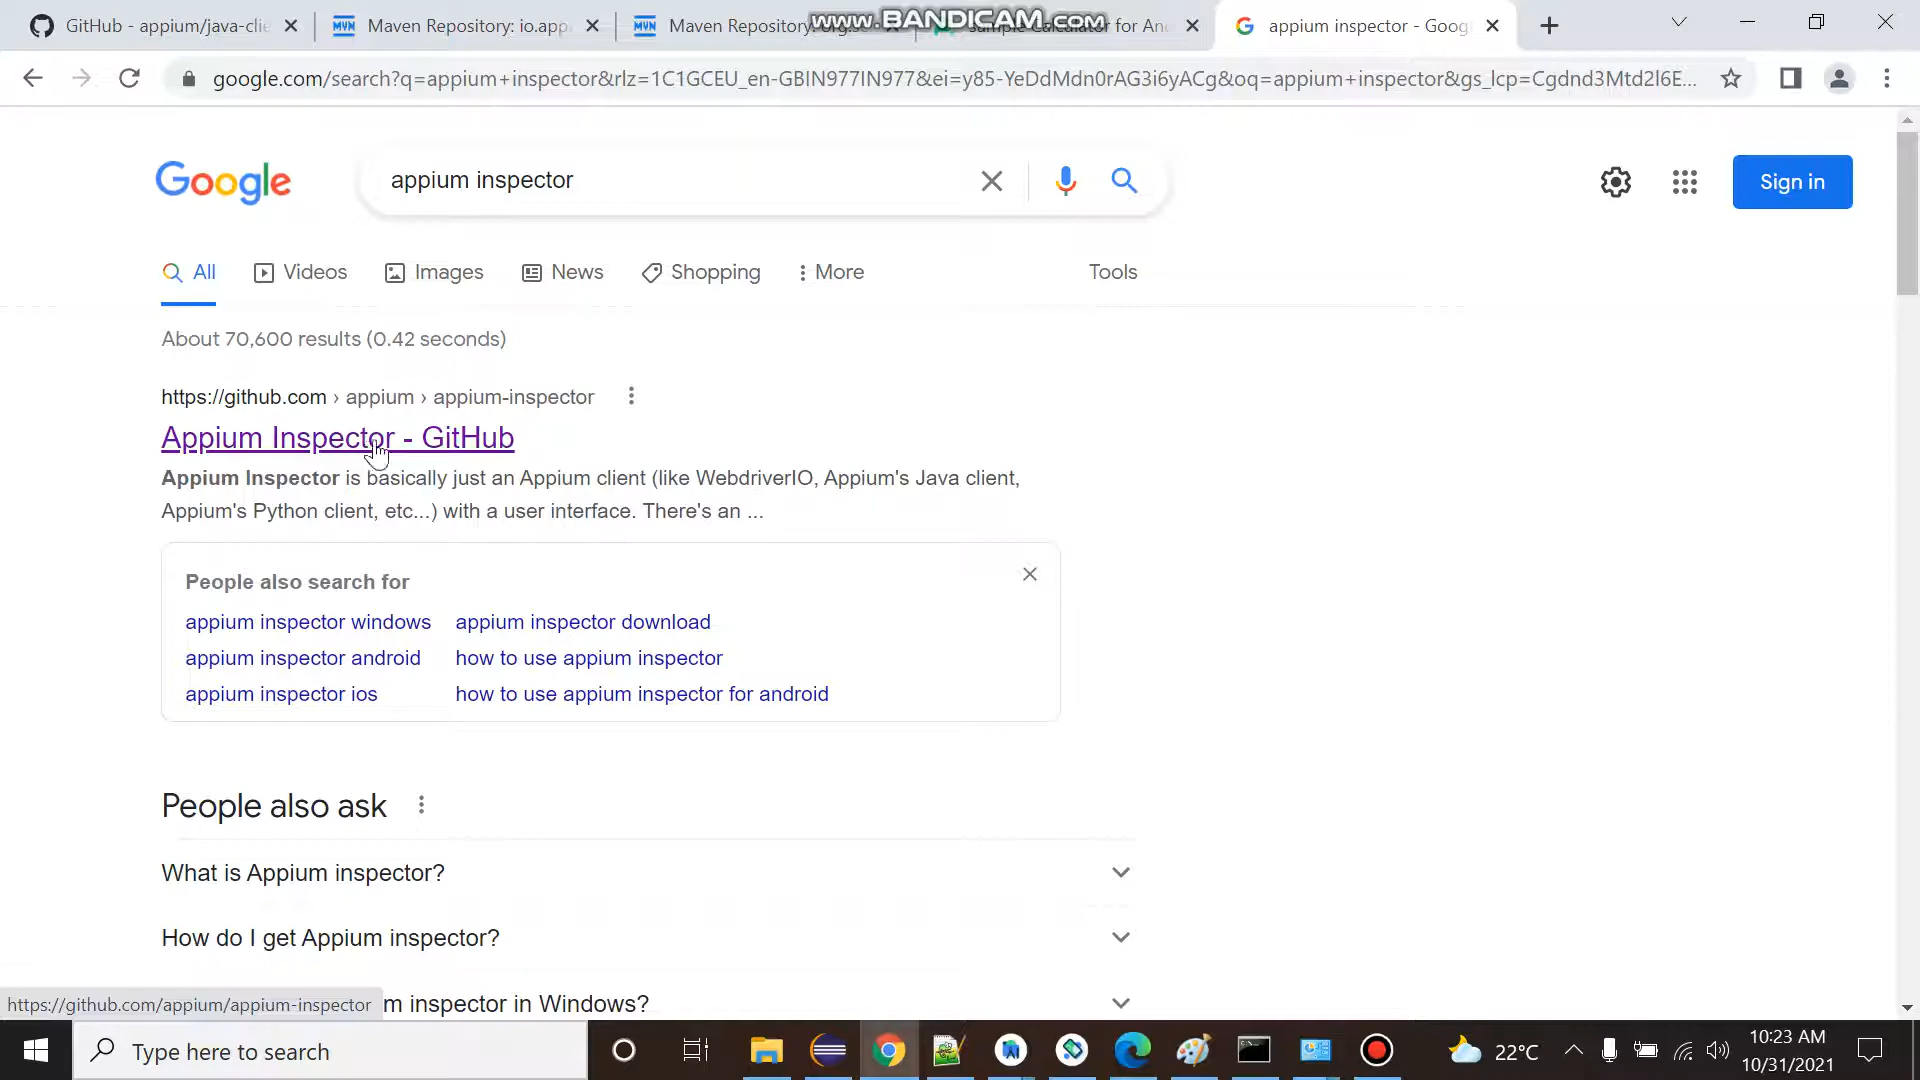 GitHub - appium/java-clie
Maven Repository: io.app
Maven Repository: org.se
sample Calculator for An
appium inspector - Goog
www.BANDICAM.com
google.com/search?q=appium+inspector&rlz=1C1GCEU_en-GBIN977IN977&ei=y85-YeDdMdn0rAG3i6yACg&oq=appium+inspector&gs_lcp=Cgdnd3Mtd2l6E...
Google
appium inspector
Sign in
All
Videos
Images
News
Shopping
More
Tools
About 70,600 results (0.42 seconds)
https://github.com › appium › appium-inspector
Appium Inspector - GitHub
Appium Inspector is basically just an Appium client (like WebdriverIO, Appium's Java client,
Appium's Python client, etc...) with a user interface. There's an ...
People also search for
appium inspector windows
appium inspector download
appium inspector android
how to use appium inspector
appium inspector ios
how to use appium inspector for android
People also ask
What is Appium inspector?
How do I get Appium inspector?
m inspector in Windows?
https://github.com/appium/appium-inspector
Type here to search
22°C
10:23 AM
10/31/2021